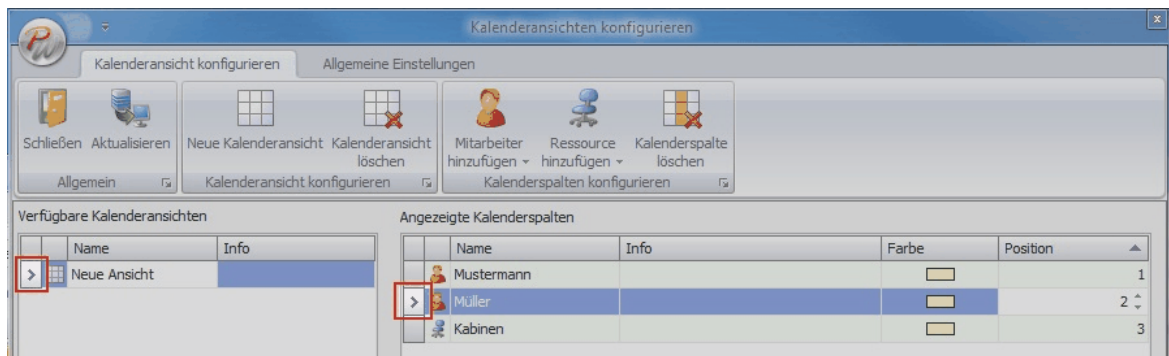 Kalenderansichten konfigurieren
Kalenderansicht konfigurieren Allgemeine Einstellungen
Schließen Aktualisieren Neue Kalenderansicht Kalenderansicht löschen Mitarbeiter hinzufügen Ressource hinzufügen Kalenderspalte löschen
Allgemein Kalenderansicht konfigurieren Kalenderspalten konfigurieren
Verfügbare Kalenderansichten Angezeigte Kalenderspalten
Name Info Name Info Farbe Position
Neue Ansicht Mustermann 1
Müller 2
Kabinen 3